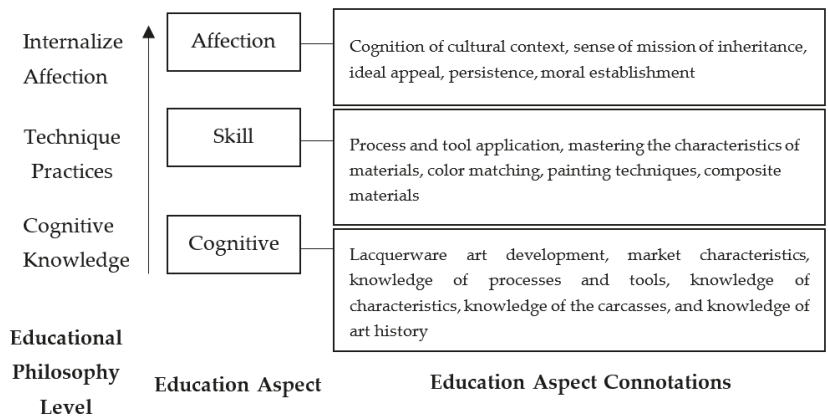 Internalize
Affection
Affection
Cognition of cultural context, sense of mission of inheritance,
ideal appeal, persistence, moral establishment
Technique
Practices
Skill
Process and tool application, mastering the characteristics of
materials, color matching, painting techniques, composite
materials
Cognitive
Knowledge
Cognitive
Lacquerware art development, market characteristics,
knowledge of processes and tools, knowledge of
characteristics, knowledge of the carcasses, and knowledge of
art history
Educational
Philosophy
Level
Education Aspect
Education Aspect Connotations